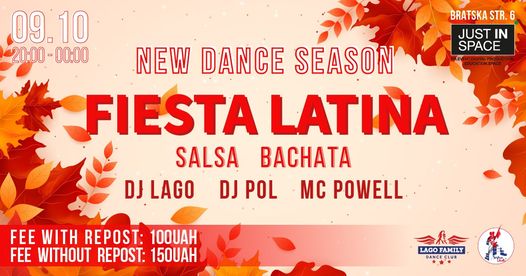 09.10
20:00-00:00
BRATSKA STR. 6
JUST IN
SPACE
NEW DANCE SEASON
FIESTA LATINA
SALSA BACHATA
DJ LAGO DJ POL MC POWELL
FEE WITH REPOST: 100UAH
FEE WITHOUT REPOST: 150UAH
LAGO FAMILY
DANCE CLUB